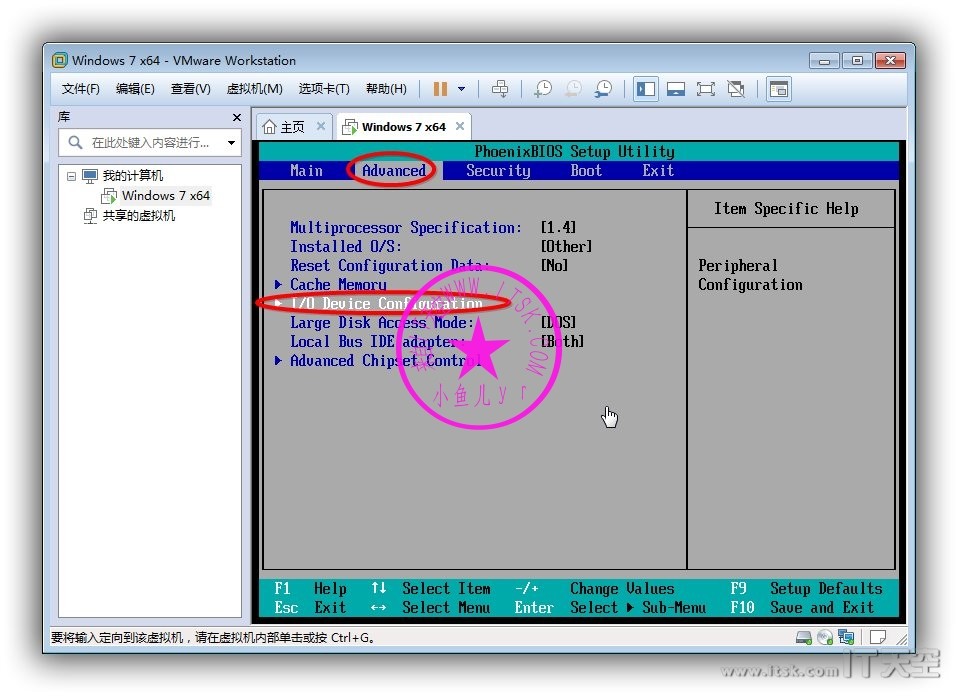 Windows 7 x64 - VMware Workstation
文件(F) 编辑(E) 查看(V) 虚拟机(M) 选项卡(T) 帮助(H)
库
在此处键入内容进行...
我的计算机
Windows 7 x64
共享的虚拟机
主页 Windows 7 x64
PhoenixBIOS Setup Utility
Main Advanced Security Boot Exit
Item Specific Help
Multiprocessor Specification: [1.4]
Installed O/S: [Other]
Reset Configuration Data: [No]
Cache Memory
I/O Device Configuration
Large Disk Access Mode: [DOS]
Local Bus IDE adapter: [Both]
Advanced Chipset Control
Peripheral
Configuration
WWW.ITSK.COM
小鱼儿yr
F1 Help ↑↓ Select Item -/+ Change Values F9 Setup Defaults
Esc Exit ↔ Select Menu Enter Select ▶ Sub-Menu F10 Save and Exit
要将输入定向到该虚拟机，请在虚拟机内部单击或按 Ctrl+G。
www.itsk.com IT天空